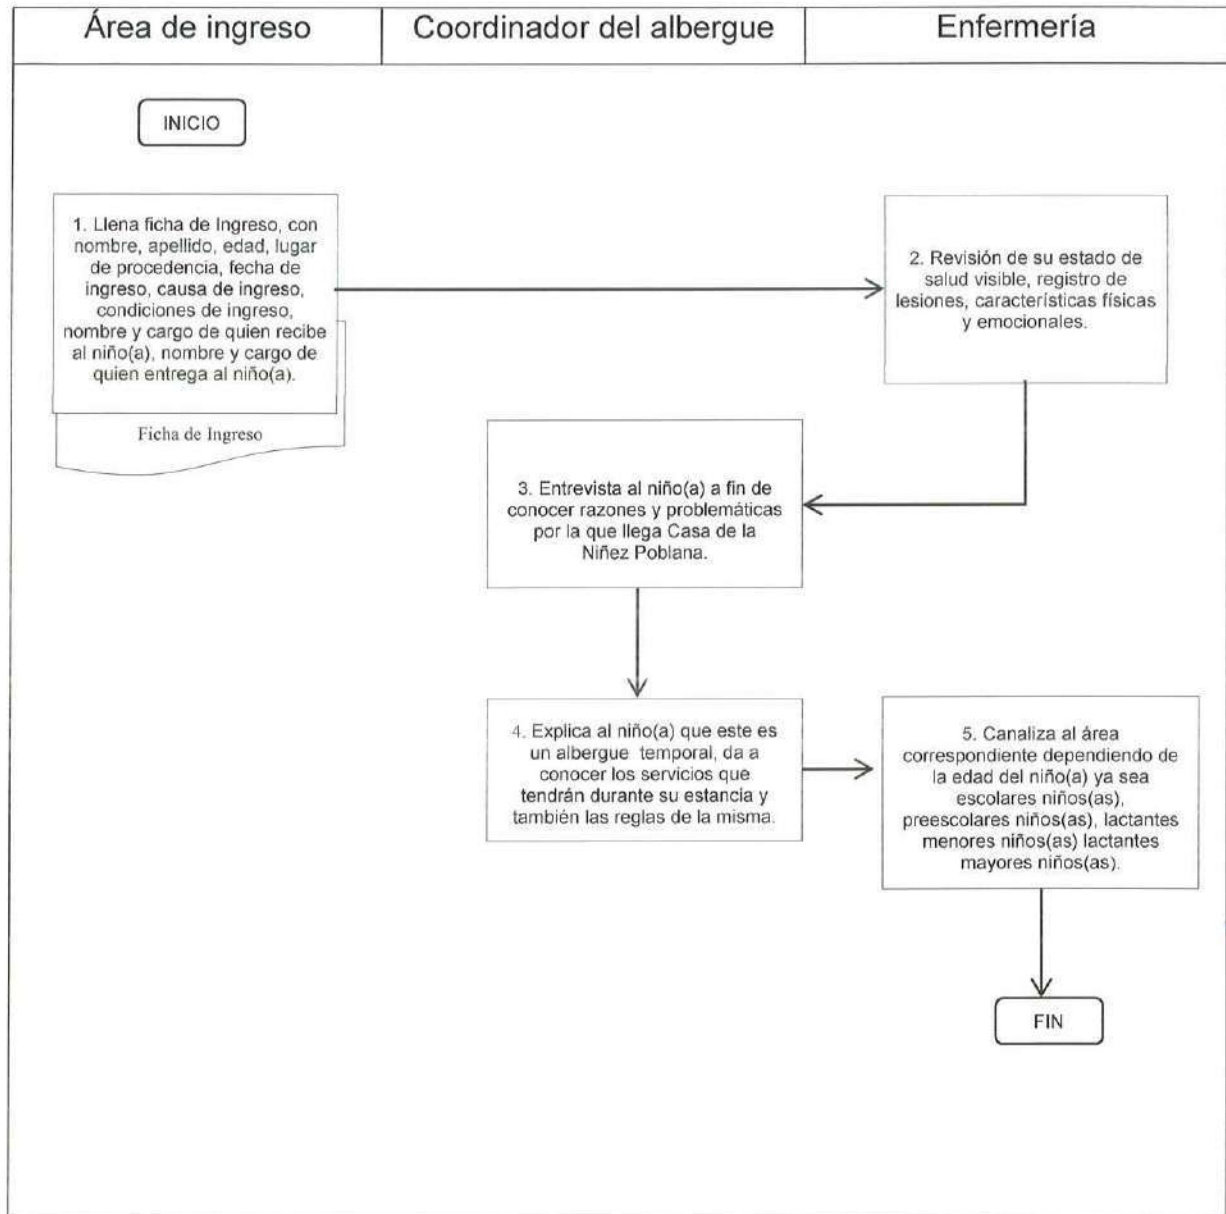 Área de ingreso
Coordinador del albergue
Enfermería
INICIO
1. Llena ficha de Ingreso, con
nombre, apellido, edad, lugar
de procedencia, fecha de
ingreso, causa de ingreso,
condiciones de ingreso,
nombre y cargo de quien recibe
al niño(a), nombre y cargo de
quien entrega al niño(a).
Ficha de Ingreso
2. Revisión de su estado de
salud visible, registro de
lesiones, características físicas
y emocionales.
3. Entrevista al niño(a) a fin de
conocer razones y problemáticas
por la que llega Casa de la
Niñez Poblana.
4. Explica al niño(a) que este es
un albergue temporal, da a
conocer los servicios que
tendrán durante su estancia y
también las reglas de la misma.
5. Canaliza al área
correspondiente dependiendo de
la edad del niño(a) ya sea
escolares niños(as),
preescolares niños(as), lactantes
menores niños(as) lactantes
mayores niños(as).
FIN